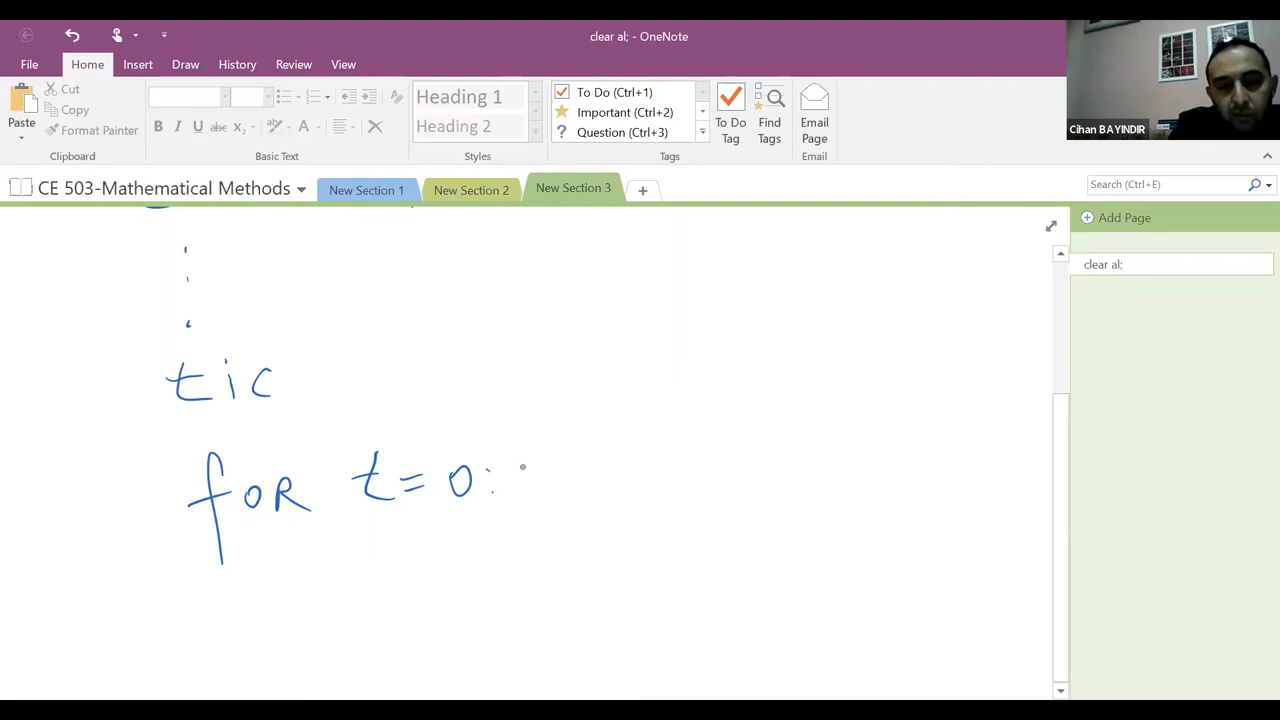 clear al; - OneNote
File Home Insert Draw History Review View
Cut
Copy
Format Painter
Paste
Clipboard
B I U abc X₂ A
Basic Text
Heading 1
Heading 2
Styles
To Do (Ctrl+1)
Important (Ctrl+2)
Question (Ctrl+3)
To Do Tag
Find Tags
Tags
Email Page
Email
Cihan BAYINDIR
CE 503-Mathematical Methods
New Section 1 New Section 2 New Section 3
Search (Ctrl+E)
Add Page
clear al;
tic
foR t=0: